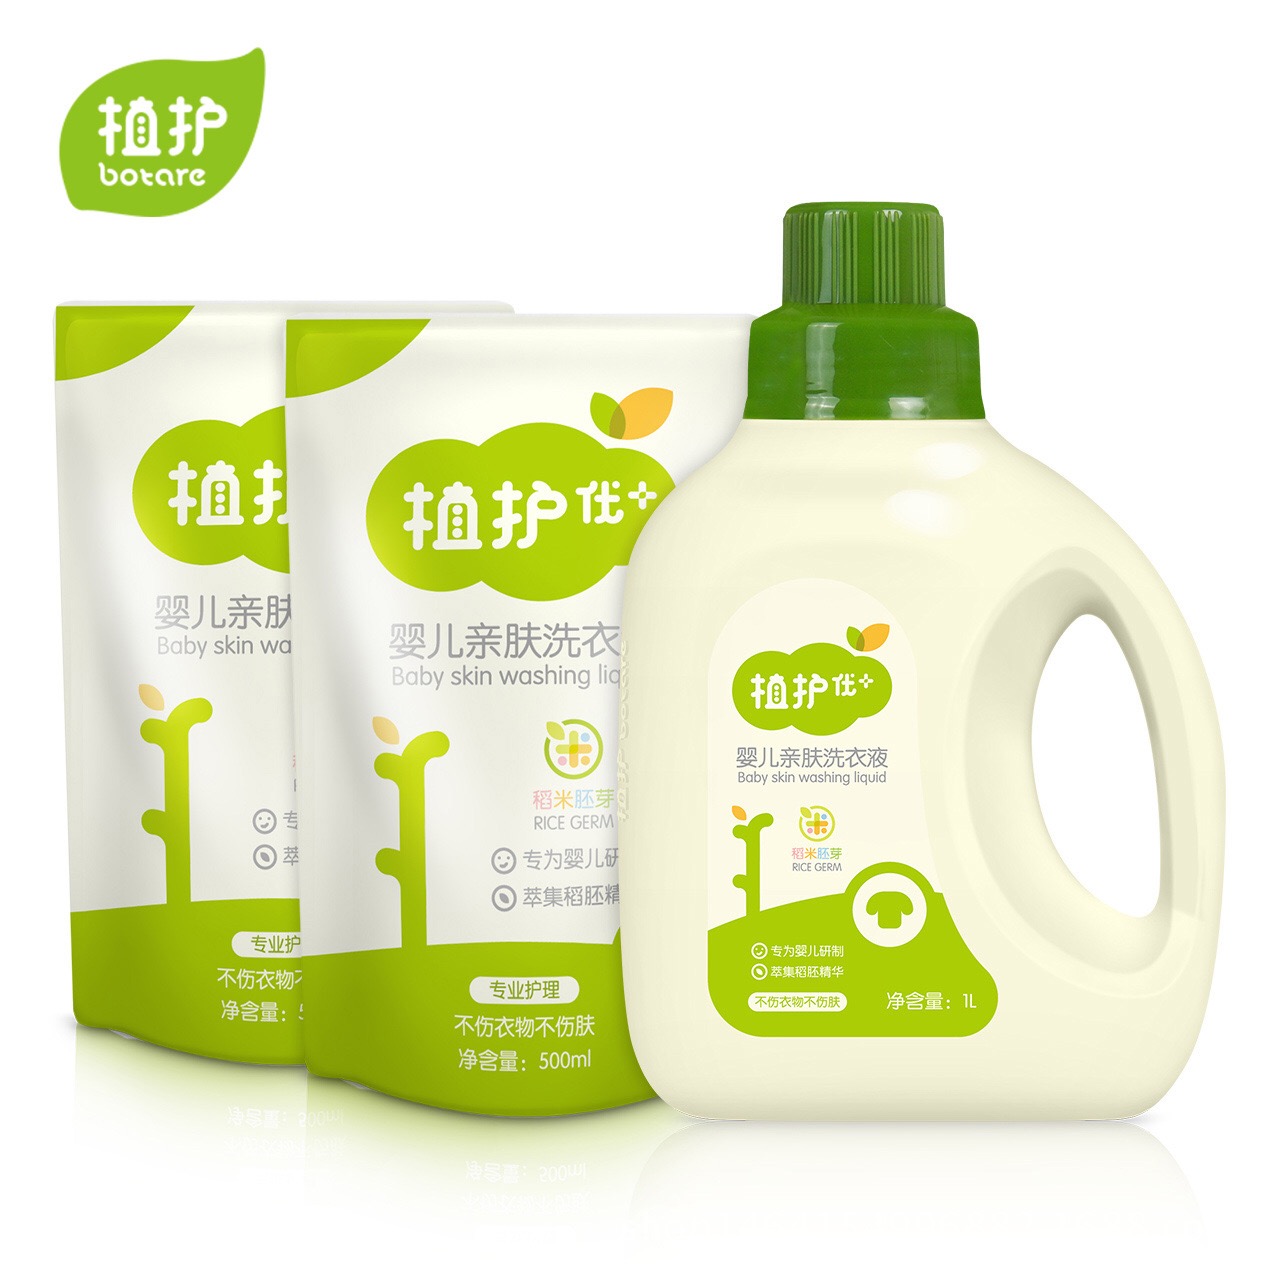 植护
botare
植护
婴儿亲肤
Baby skin wa
专业护
不伤衣物不
净含量：5
植护优+
婴儿亲肤洗衣
Baby skin washing liq
稻米胚芽
RICE GERM
专为婴儿研
萃集稻胚精
专业护理
不伤衣物不伤肤
净含量：500ml
植护 botare
植护优+
婴儿亲肤洗衣液
Baby skin washing liquid
稻米胚芽
RICE GERM
专为婴儿研制
萃集稻胚精华
不伤衣物不伤肤
净含量：1L